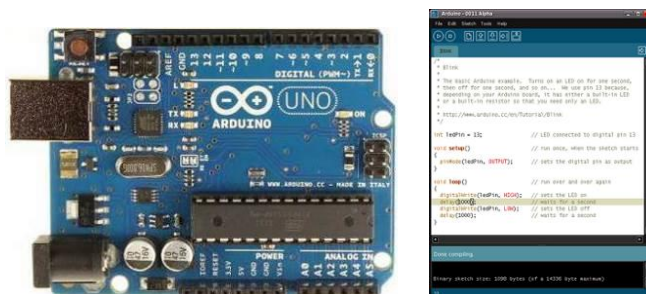 RESET
AREF
GND
13
12
~11
~10
~9
8
7
~6
~5
4
~3
2
TX→1
RX←0
DIGITAL (PWM~)
L
TX
RX
UNO
ARDUINO
ON
ICSP
WWW.ARDUINO.CC - MADE IN ITALY
47
16V
47
16V
IOREF
RESET
3.3V
5V
GND
GND
Vin
POWER
ANALOG IN
A0
A1
A2
A3
A4
A5
Arduino - 0011 Alpha
File Edit Sketch Tools Help
Blink
/*
* Blink
*
* The basic Arduino example. Turns on an LED on for one second,
* then off for one second, and so on... We use pin 13 because,
* depending on your Arduino board, it has either a built-in LED
* or a built-in resistor so that you need only an LED.
*
* http://www.arduino.cc/en/Tutorial/Blink
*/
int ledPin = 13; // LED connected to digital pin 13
void setup() // run once, when the sketch starts
{
pinMode(ledPin, OUTPUT); // sets the digital pin as output
}
void loop() // run over and over again
{
digitalWrite(ledPin, HIGH); // sets the LED on
delay(1000); // waits for a second
digitalWrite(ledPin, LOW); // sets the LED off
delay(1000); // waits for a second
}
Done compiling.
Binary sketch size: 1098 bytes (of a 14336 byte maximum)